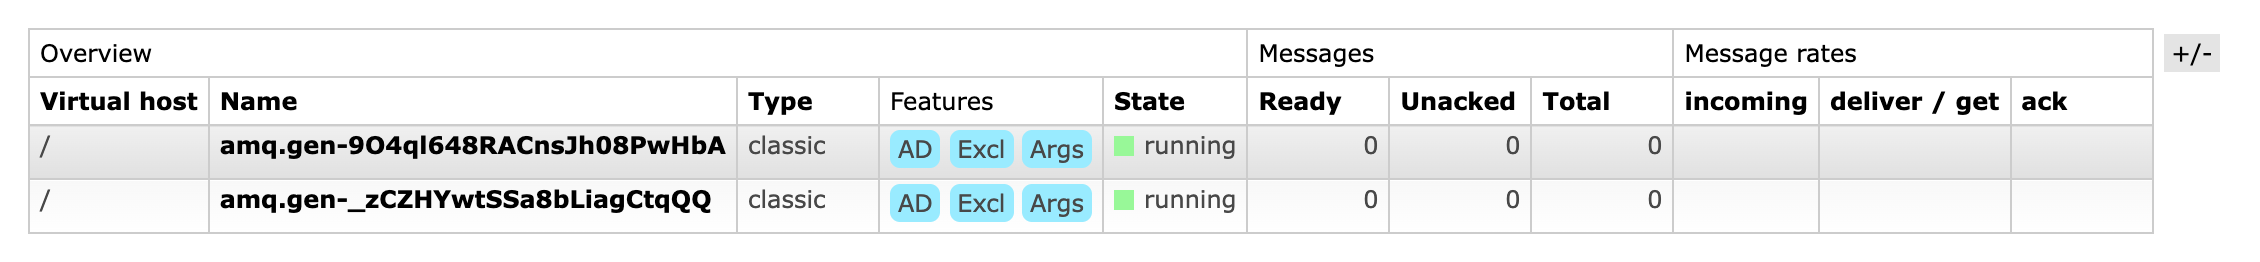 Overview Messages Message rates +/-
Virtual host Name Type Features State Ready Unacked Total incoming deliver / get ack
/ amq.gen-9O4ql648RACnsJh08PwHbA classic AD Excl Args running 0 0 0
/ amq.gen-_zCZHYwtSSa8bLiagCtqQQ classic AD Excl Args running 0 0 0